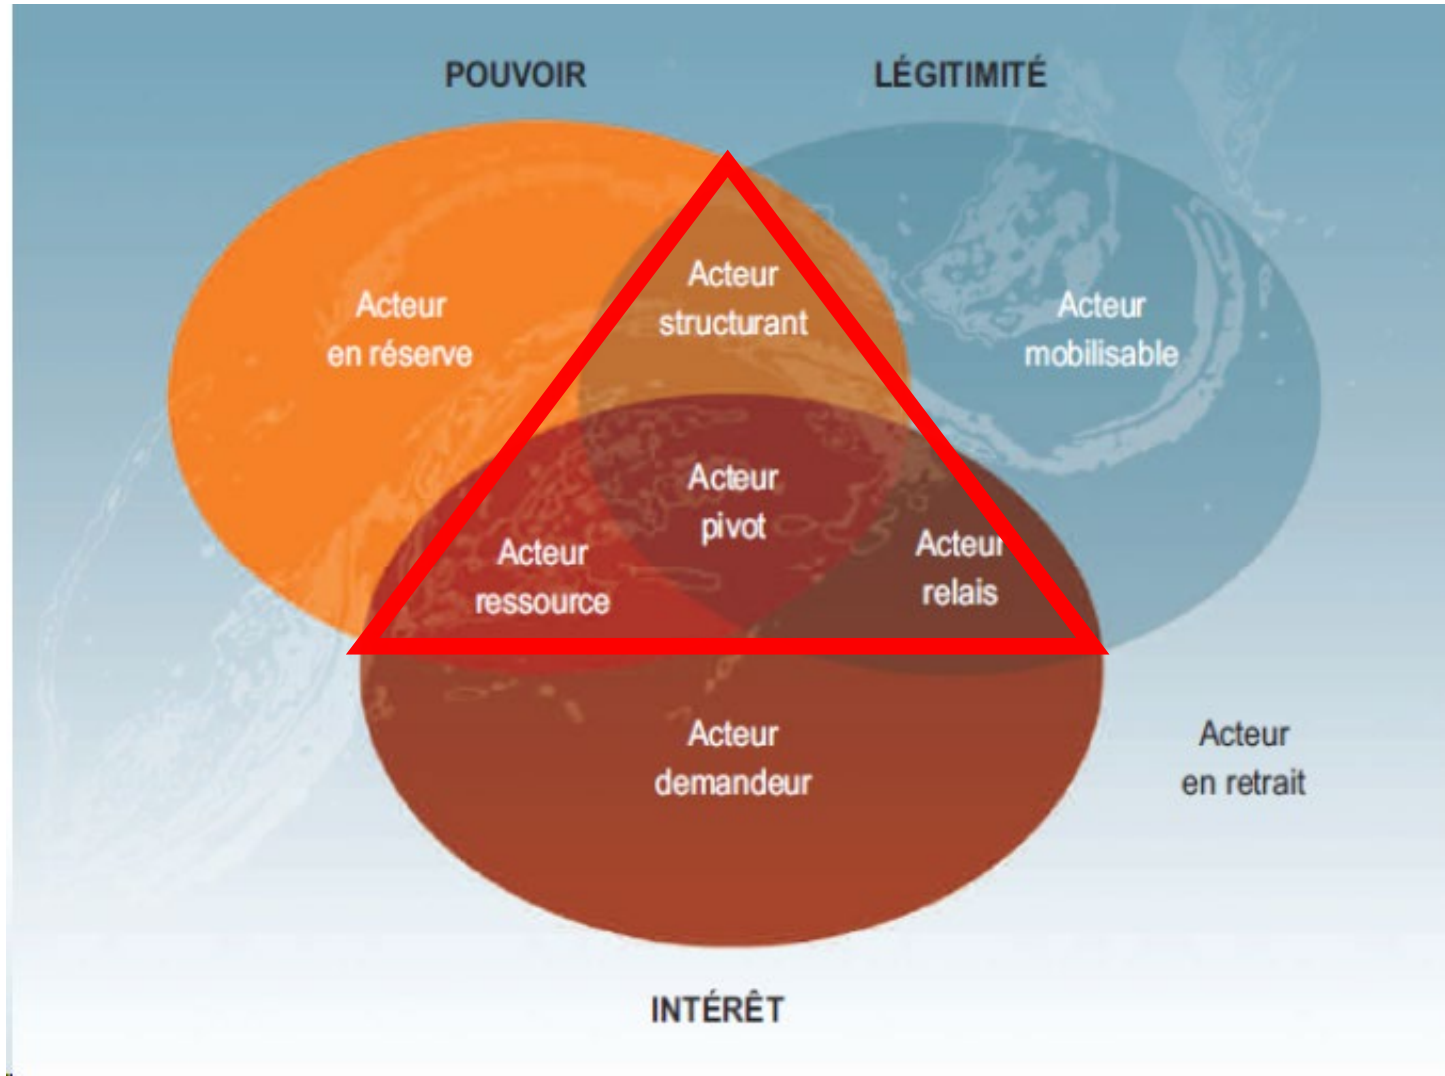 POUVOIR
LÉGITIMITÉ
Acteur
structurant
Acteur
en réserve
Acteur
mobilisable
Acteur
pivot
Acteur
ressource
Acteur
relais
Acteur
demandeur
Acteur
en retrait
INTÉRÊT